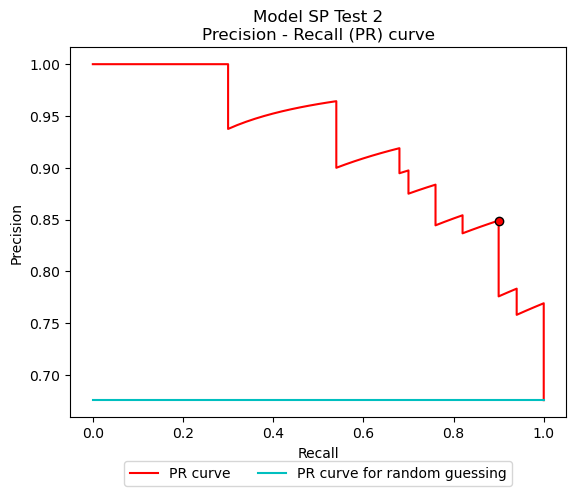 Model SP Test 2
Precision - Recall (PR) curve
1.00
0.95
0.90
0.85
0.80
0.75
0.70
Precision
0.0 0.2 0.4 0.6 0.8 1.0
Recall
PR curve PR curve for random guessing